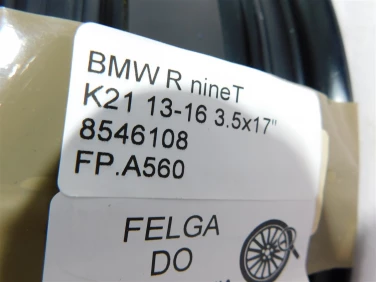 BMW R nineT
K21 13-16 3.5x17"
8546108
FP.A560
FELGA
DO